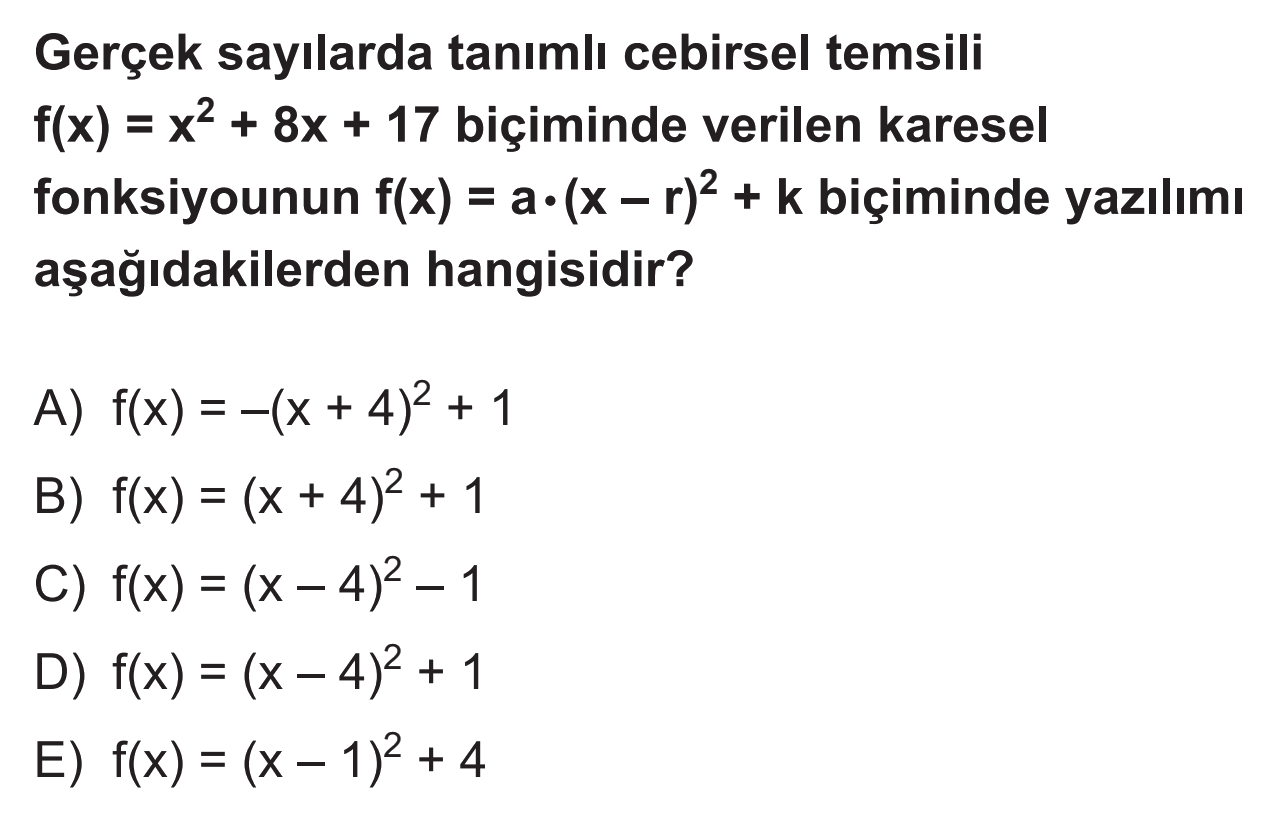 Gerçek sayılarda tanımlı cebirsel temsili
f(x) = x² + 8x + 17 biçiminde verilen karesel
fonksiyounun f(x) = a·(x – r)² + k biçiminde yazılımı
aşağıdakilerden hangisidir?
A) f(x) = –(x + 4)² + 1
B) f(x) = (x + 4)² + 1
C) f(x) = (x – 4)² – 1
D) f(x) = (x – 4)² + 1
E) f(x) = (x – 1)² + 4